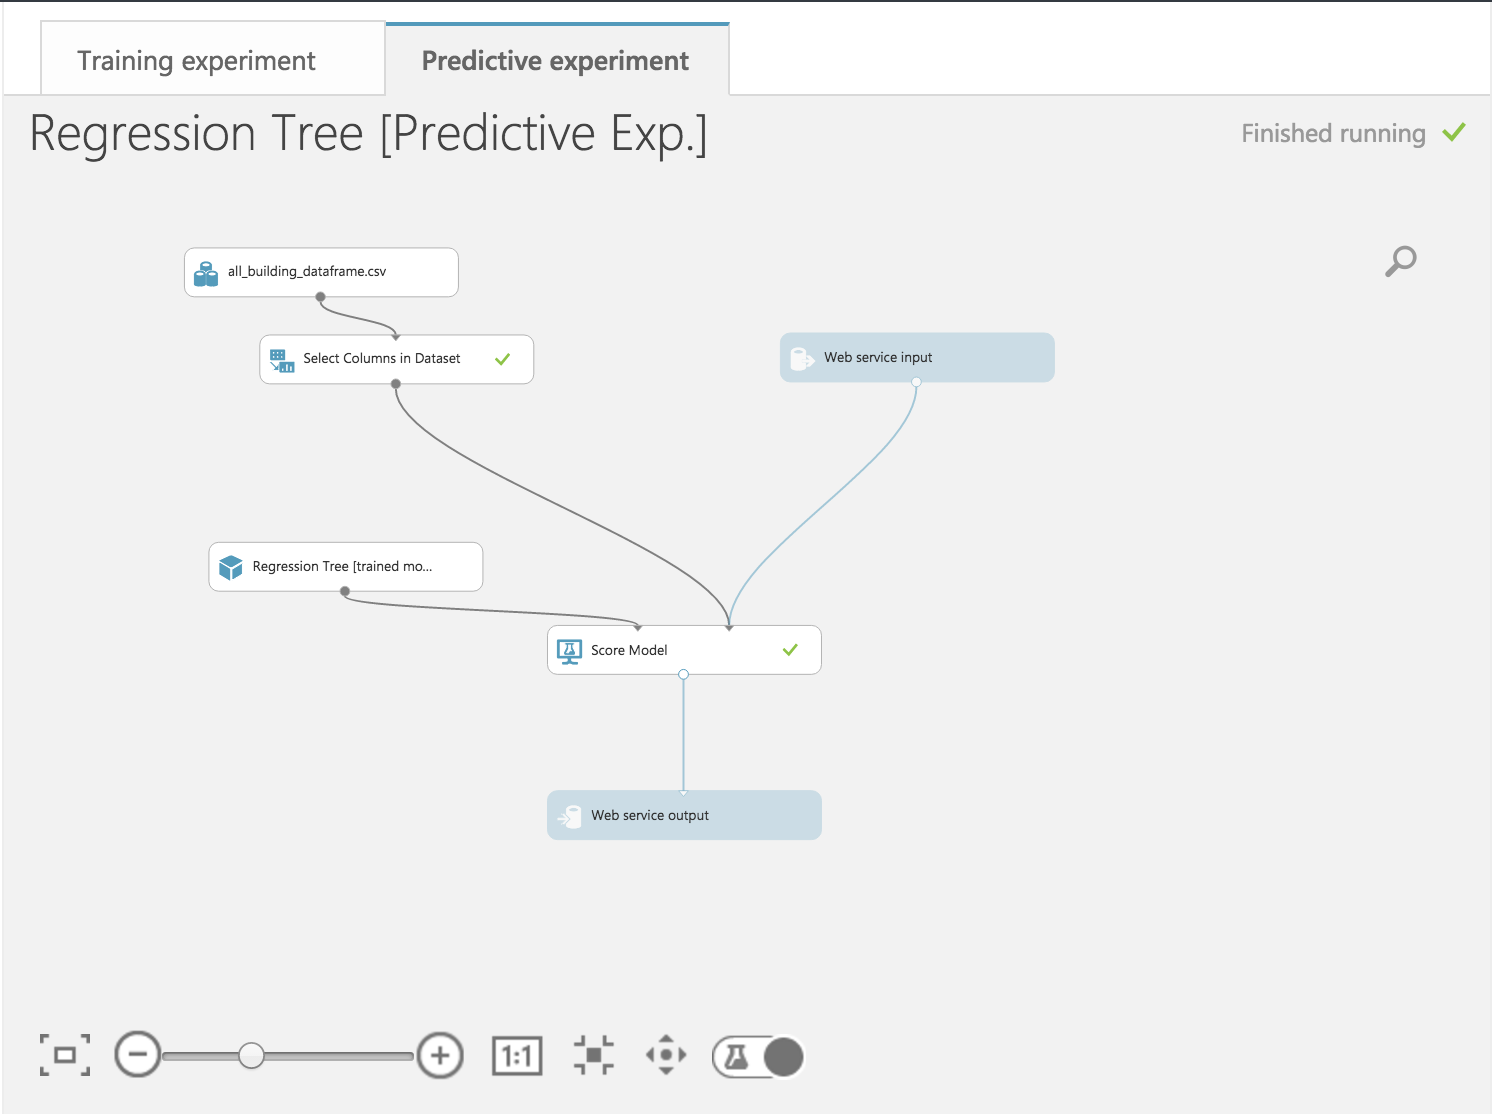 Training experiment
Predictive experiment
Regression Tree [Predictive Exp.]
Finished running
all_building_dataframe.csv
Select Columns in Dataset
Web service input
Regression Tree [trained mo...
Score Model
Web service output
1:1